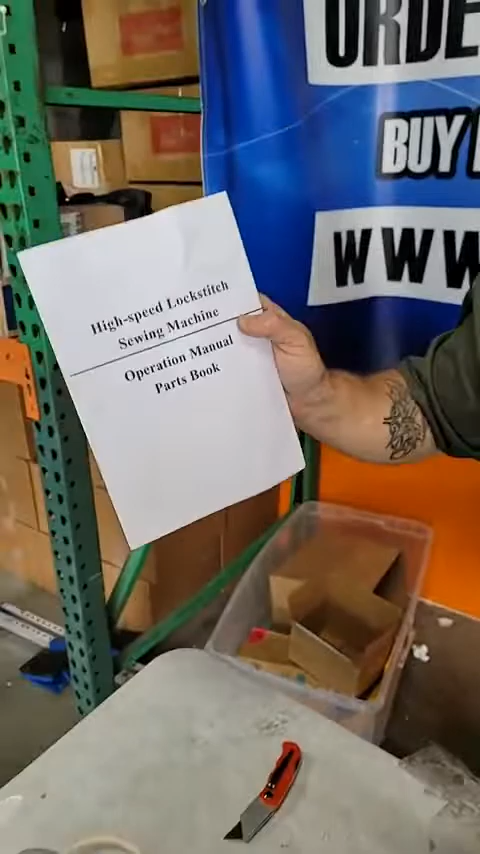 ORDE
BUY
WWW
High-speed Lockstitch
Sewing Machine
Operation Manual
Parts Book